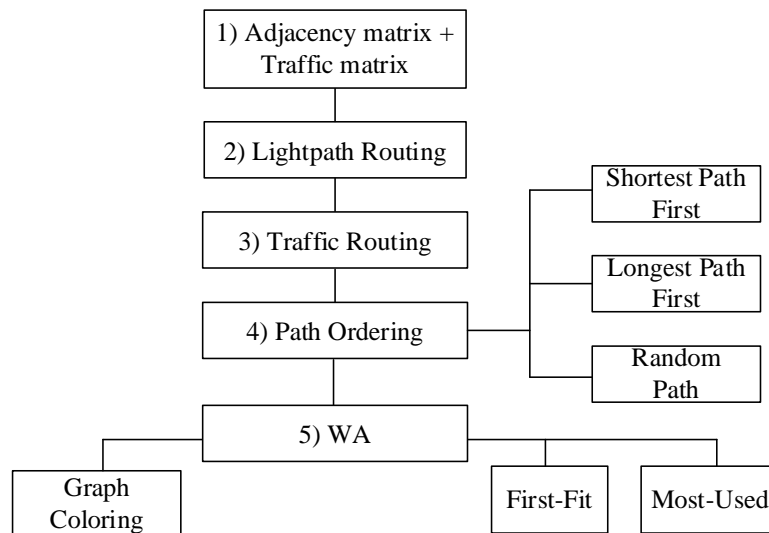 1) Adjacency matrix +
Traffic matrix
2) Lightpath Routing
3) Traffic Routing
4) Path Ordering
Shortest Path
First
Longest Path
First
Random
Path
5) WA
Graph
Coloring
First-Fit
Most-Used